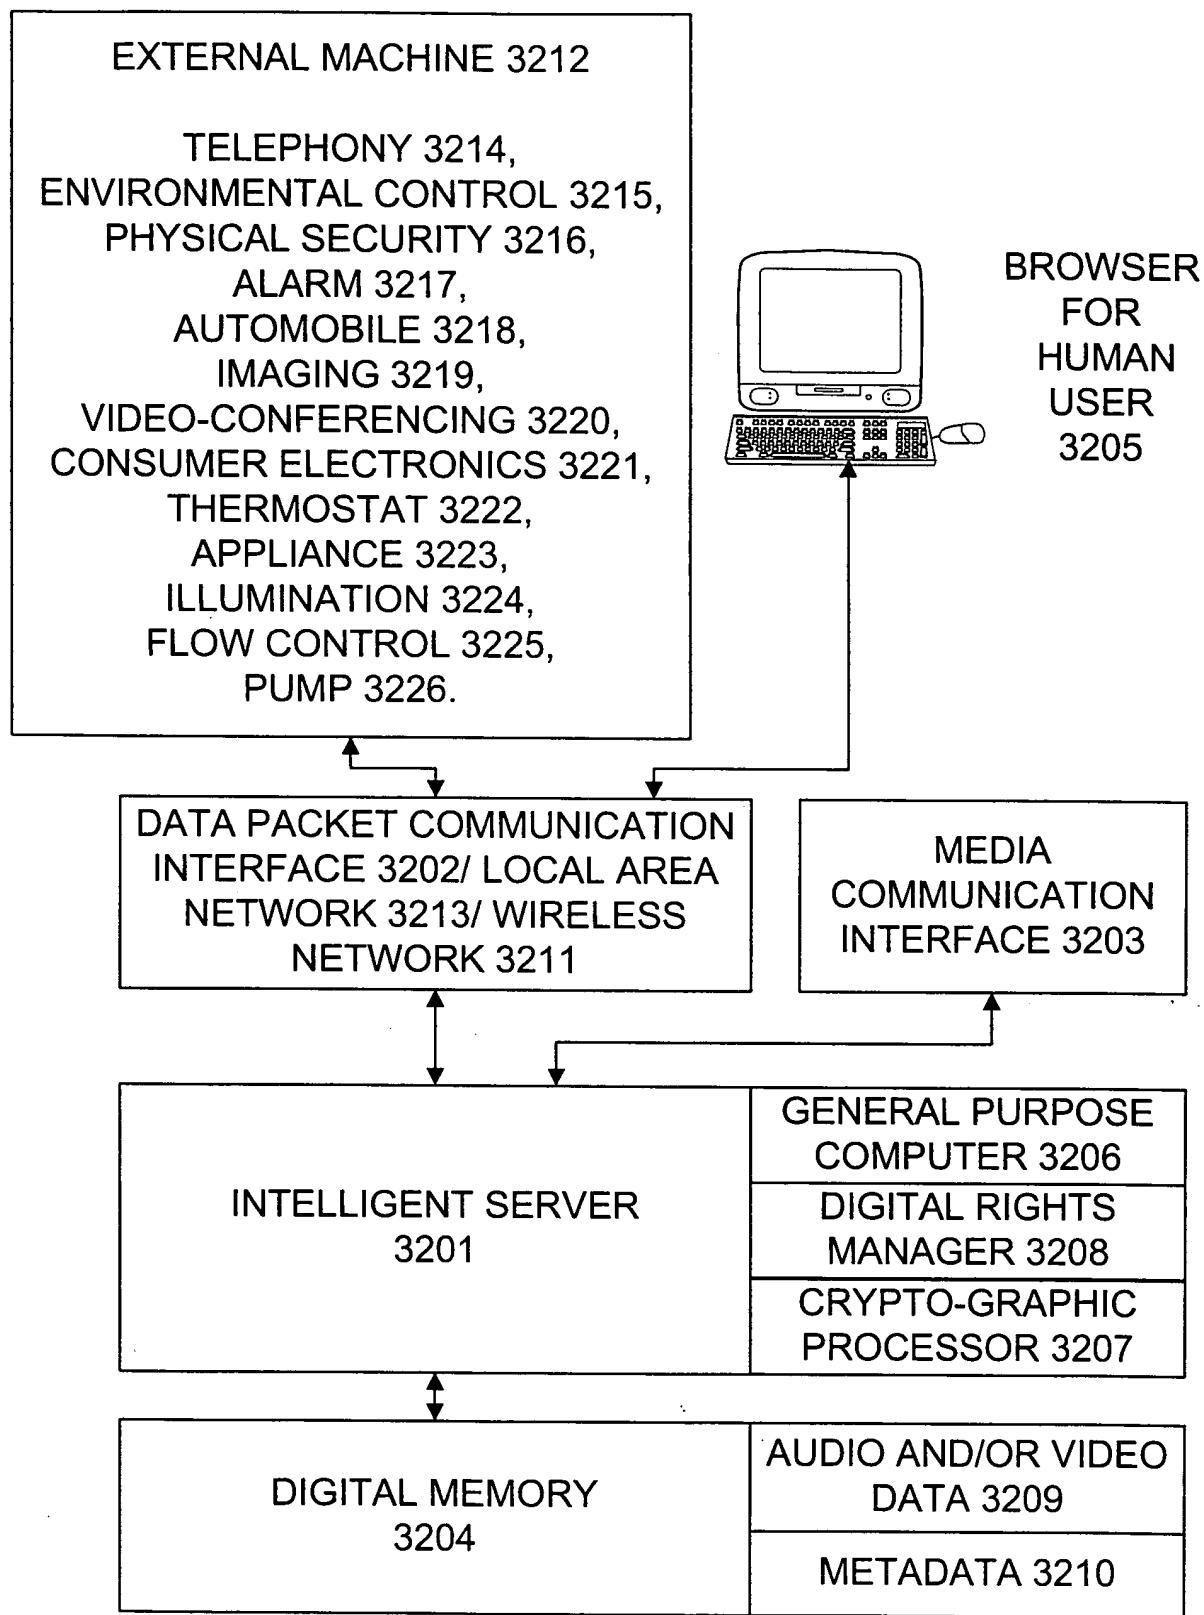 EXTERNAL MACHINE 3212
TELEPHONY 3214,
ENVIRONMENTAL CONTROL 3215,
PHYSICAL SECURITY 3216,
ALARM 3217,
AUTOMOBILE 3218,
IMAGING 3219,
VIDEO-CONFERENCING 3220,
CONSUMER ELECTRONICS 3221,
THERMOSTAT 3222,
APPLIANCE 3223,
ILLUMINATION 3224,
FLOW CONTROL 3225,
PUMP 3226.
BROWSER
FOR
HUMAN
USER
3205
DATA PACKET COMMUNICATION
INTERFACE 3202/ LOCAL AREA
NETWORK 3213/ WIRELESS
NETWORK 3211
MEDIA
COMMUNICATION
INTERFACE 3203
INTELLIGENT SERVER
3201
GENERAL PURPOSE
COMPUTER 3206
DIGITAL RIGHTS
MANAGER 3208
CRYPTO-GRAPHIC
PROCESSOR 3207
DIGITAL MEMORY
3204
AUDIO AND/OR VIDEO
DATA 3209
METADATA 3210